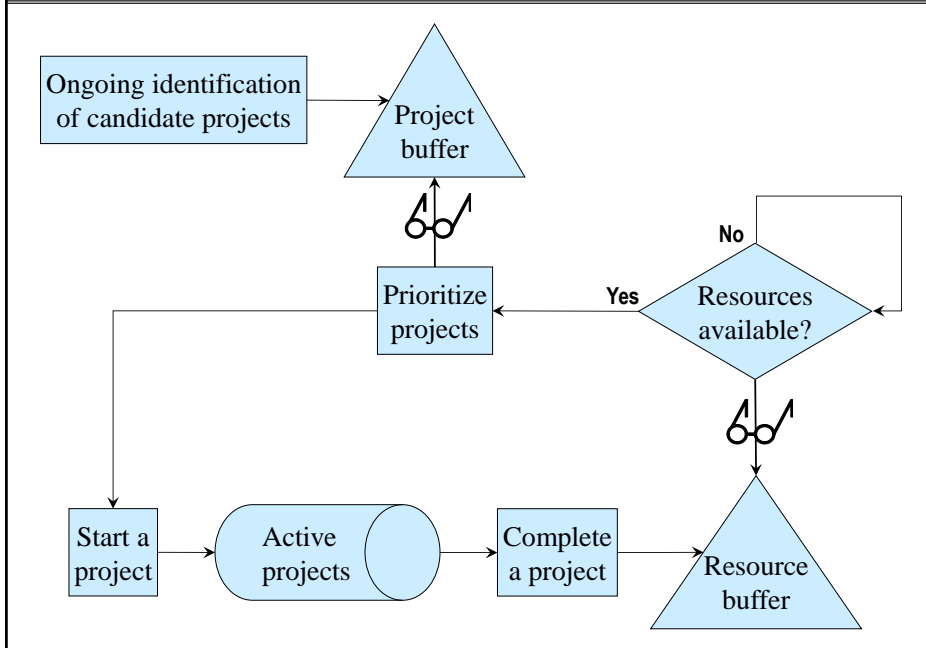 Ongoing identification
of candidate projects
Project
buffer
No
Prioritize
projects
Yes
Resources
available?
Start a
project
Active
projects
Complete
a project
Resource
buffer